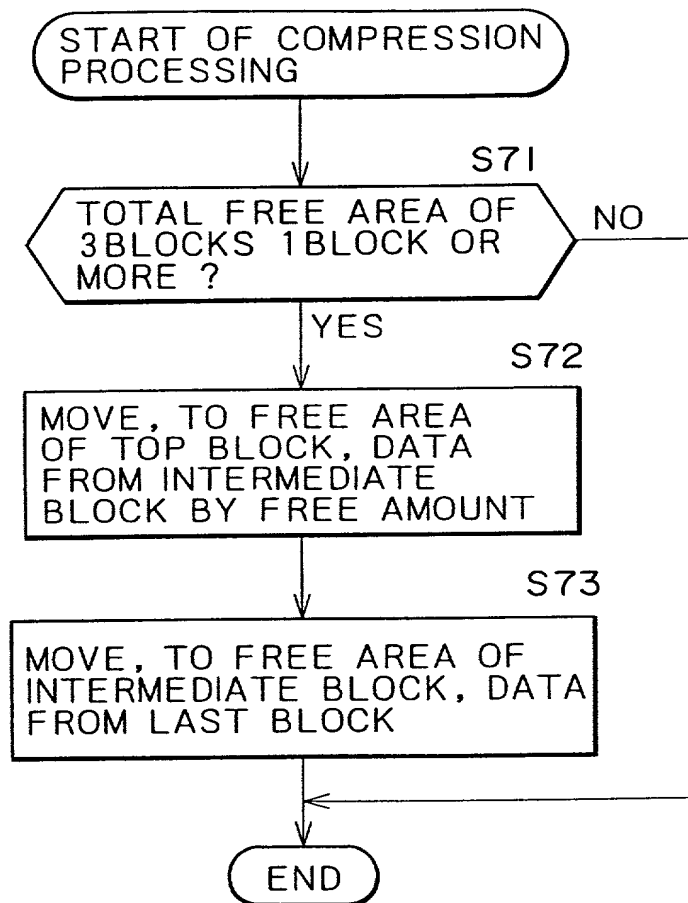 START OF COMPRESSION
PROCESSING
S71
TOTAL FREE AREA OF
3BLOCKS 1BLOCK OR
MORE ?
NO
YES
S72
MOVE, TO FREE AREA
OF TOP BLOCK, DATA
FROM INTERMEDIATE
BLOCK BY FREE AMOUNT
S73
MOVE, TO FREE AREA OF
INTERMEDIATE BLOCK, DATA
FROM LAST BLOCK
END